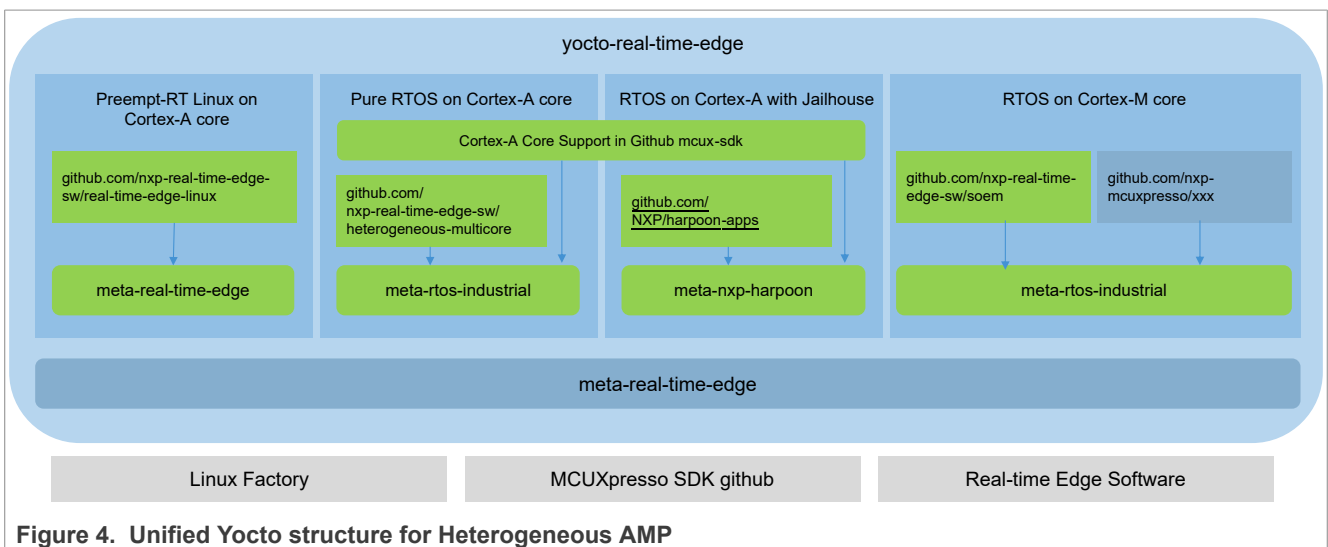 yocto-real-time-edge
Preempt-RT Linux on
Cortex-A core
Pure RTOS on Cortex-A core
RTOS on Cortex-A with Jailhouse
RTOS on Cortex-M core
Cortex-A Core Support in Github mcux-sdk
github.com/nxp-real-time-edge-
sw/real-time-edge-linux
github.com/
nxp-real-time-edge-sw/
heterogeneous-multicore
github.com/
NXP/harpoon-apps
github.com/nxp-real-time-
edge-sw/soem
github.com/nxp-
mcuxpresso/xxx
meta-real-time-edge
meta-rtos-industrial
meta-nxp-harpoon
meta-rtos-industrial
meta-real-time-edge
Linux Factory
MCUXpresso SDK github
Real-time Edge Software
Figure 4. Unified Yocto structure for Heterogeneous AMP